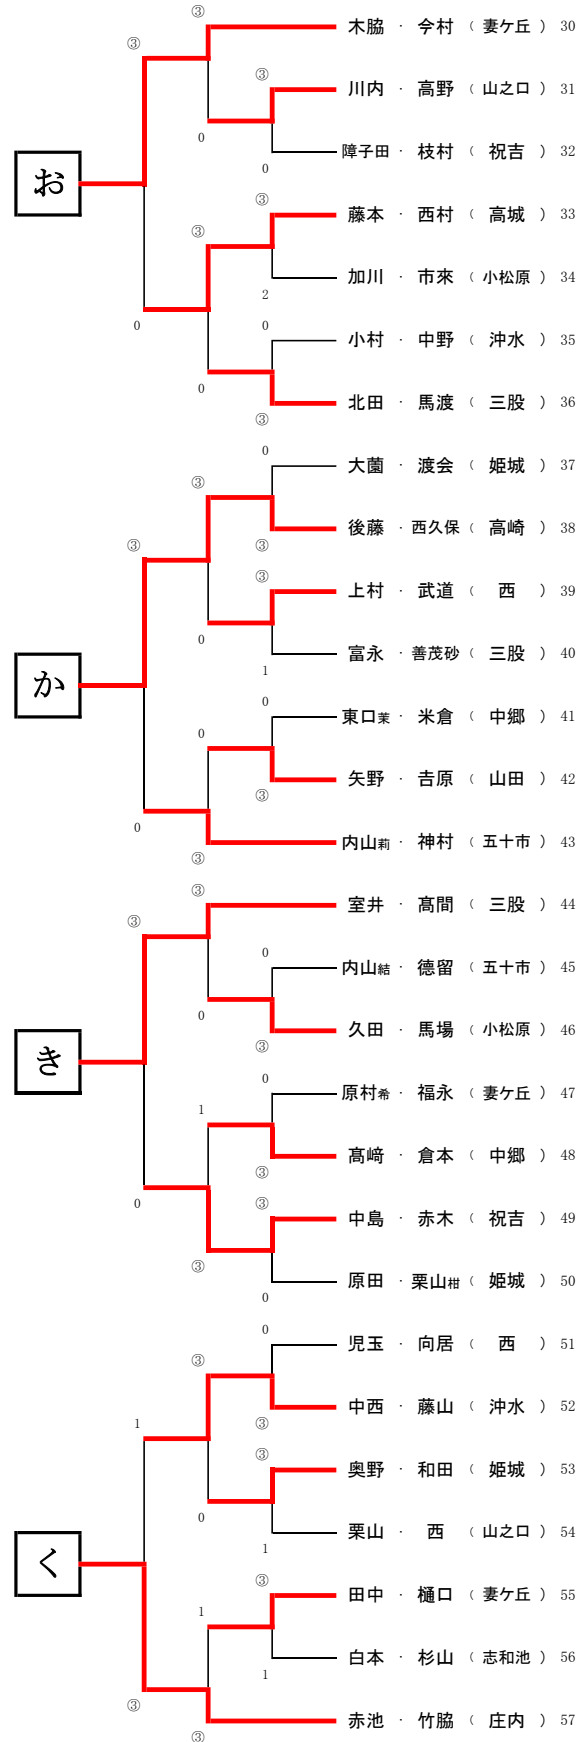 ③
木脇 ・ 今村 （ 妻ケ丘 ） 30
③
③
川内 ・ 高野 （ 山之口 ） 31
0
障子田 ・ 枝村 （ 祝吉 ） 32
0
お
③
藤本 ・ 西村 （ 高城 ） 33
③
加川 ・ 市來 （ 小松原 ） 34
2
0
0
小村 ・ 中野 （ 沖水 ） 35
0
北田 ・ 馬渡 （ 三股 ） 36
③
0
大薗 ・ 渡会 （ 姫城 ） 37
③
後藤 ・ 西久保 （ 高崎 ） 38
③
③
③
上村 ・ 武道 （ 西 ） 39
0
富永 ・ 善茂砂 （ 三股 ） 40
1
か
0
東口茉 ・ 米倉 （ 中郷 ） 41
0
矢野 ・ 吉原 （ 山田 ） 42
③
0
内山莉 ・ 神村 （ 五十市 ） 43
③
③
室井 ・ 髙間 （ 三股 ） 44
③
0
内山結 ・ 德留 （ 五十市 ） 45
0
久田 ・ 馬場 （ 小松原 ） 46
③
き
0
原村希 ・ 福永 （ 妻ケ丘 ） 47
1
髙﨑 ・ 倉本 （ 中郷 ） 48
③
0
③
中島 ・ 赤木 （ 祝吉 ） 49
③
原田 ・ 栗山柑 （ 姫城 ） 50
0
0
児玉 ・ 向居 （ 西 ） 51
③
中西 ・ 藤山 （ 沖水 ） 52
1
③
③
奥野 ・ 和田 （ 姫城 ） 53
0
栗山 ・ 西 （ 山之口 ） 54
1
く
③
田中 ・ 樋口 （ 妻ケ丘 ） 55
1
白本 ・ 杉山 （ 志和池 ） 56
1
③
赤池 ・ 竹脇 （ 庄内 ） 57
③